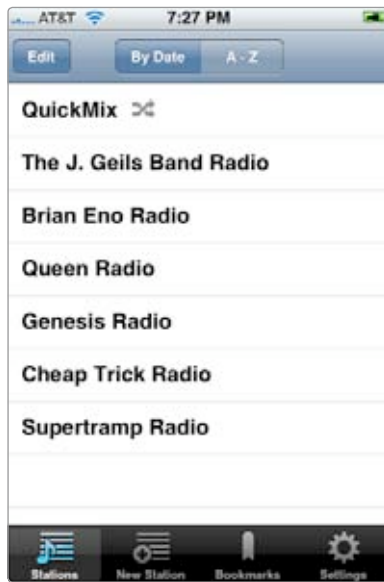 AT&T 7:27 PM
Edit By Date A - Z
QuickMix
The J. Geils Band Radio
Brian Eno Radio
Queen Radio
Genesis Radio
Cheap Trick Radio
Supertramp Radio
Stations New Station Bookmarks Settings